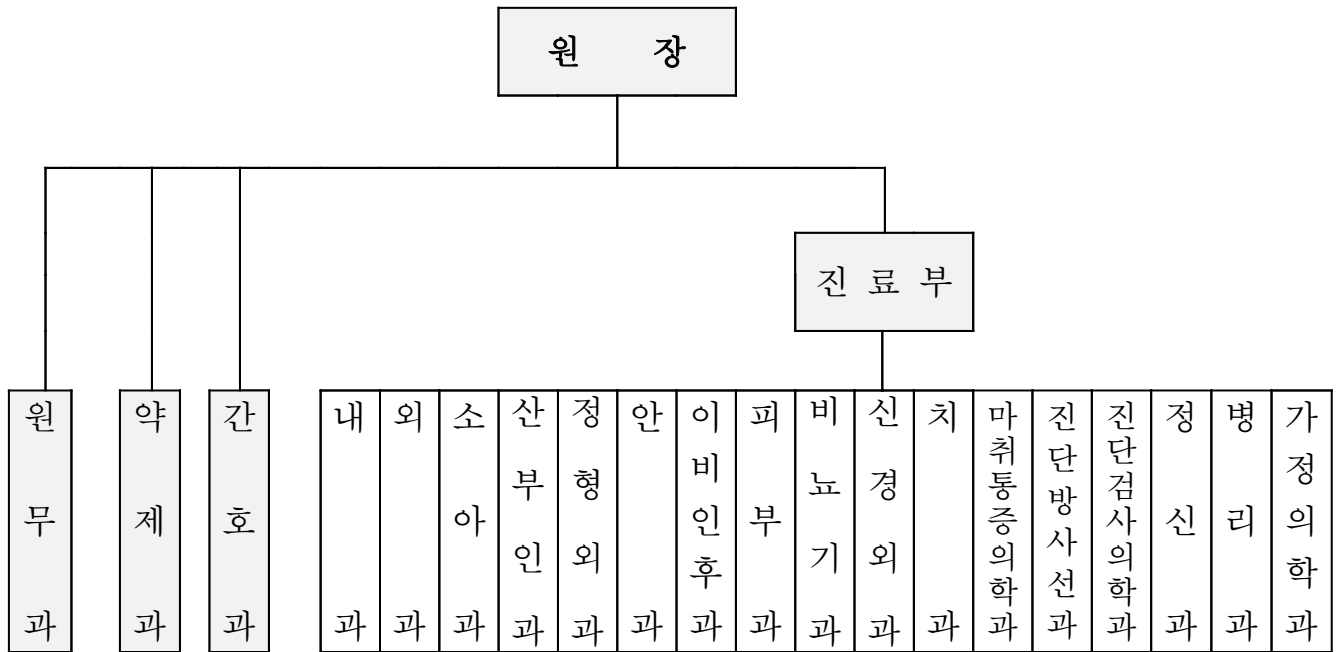 원 장
진 료 부
원무과
약제과
간호과
내과
외과
소아과
산부인과
정형외과
안과
이비인후과
피부과
비뇨기과
신경외과
치과
마취통증의학과
진단방사선과
진단검사의학과
정신과
병리과
가정의학과